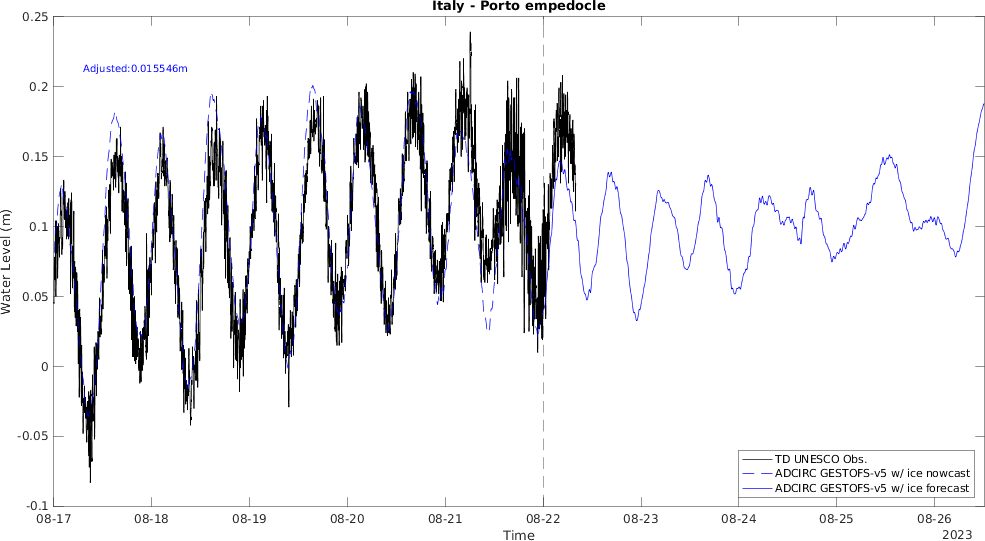 Italy - Porto empedocle
Adjusted:0.015546m
Water Level (m)
0.25
0.2
0.15
0.1
0.05
0
-0.05
-0.1
08-17 08-18 08-19 08-20 08-21 08-22 08-23 08-24 08-25 08-26
Time
2023
TD UNESCO Obs.
ADCIRC GESTOFS-v5 w/ ice nowcast
ADCIRC GESTOFS-v5 w/ ice forecast